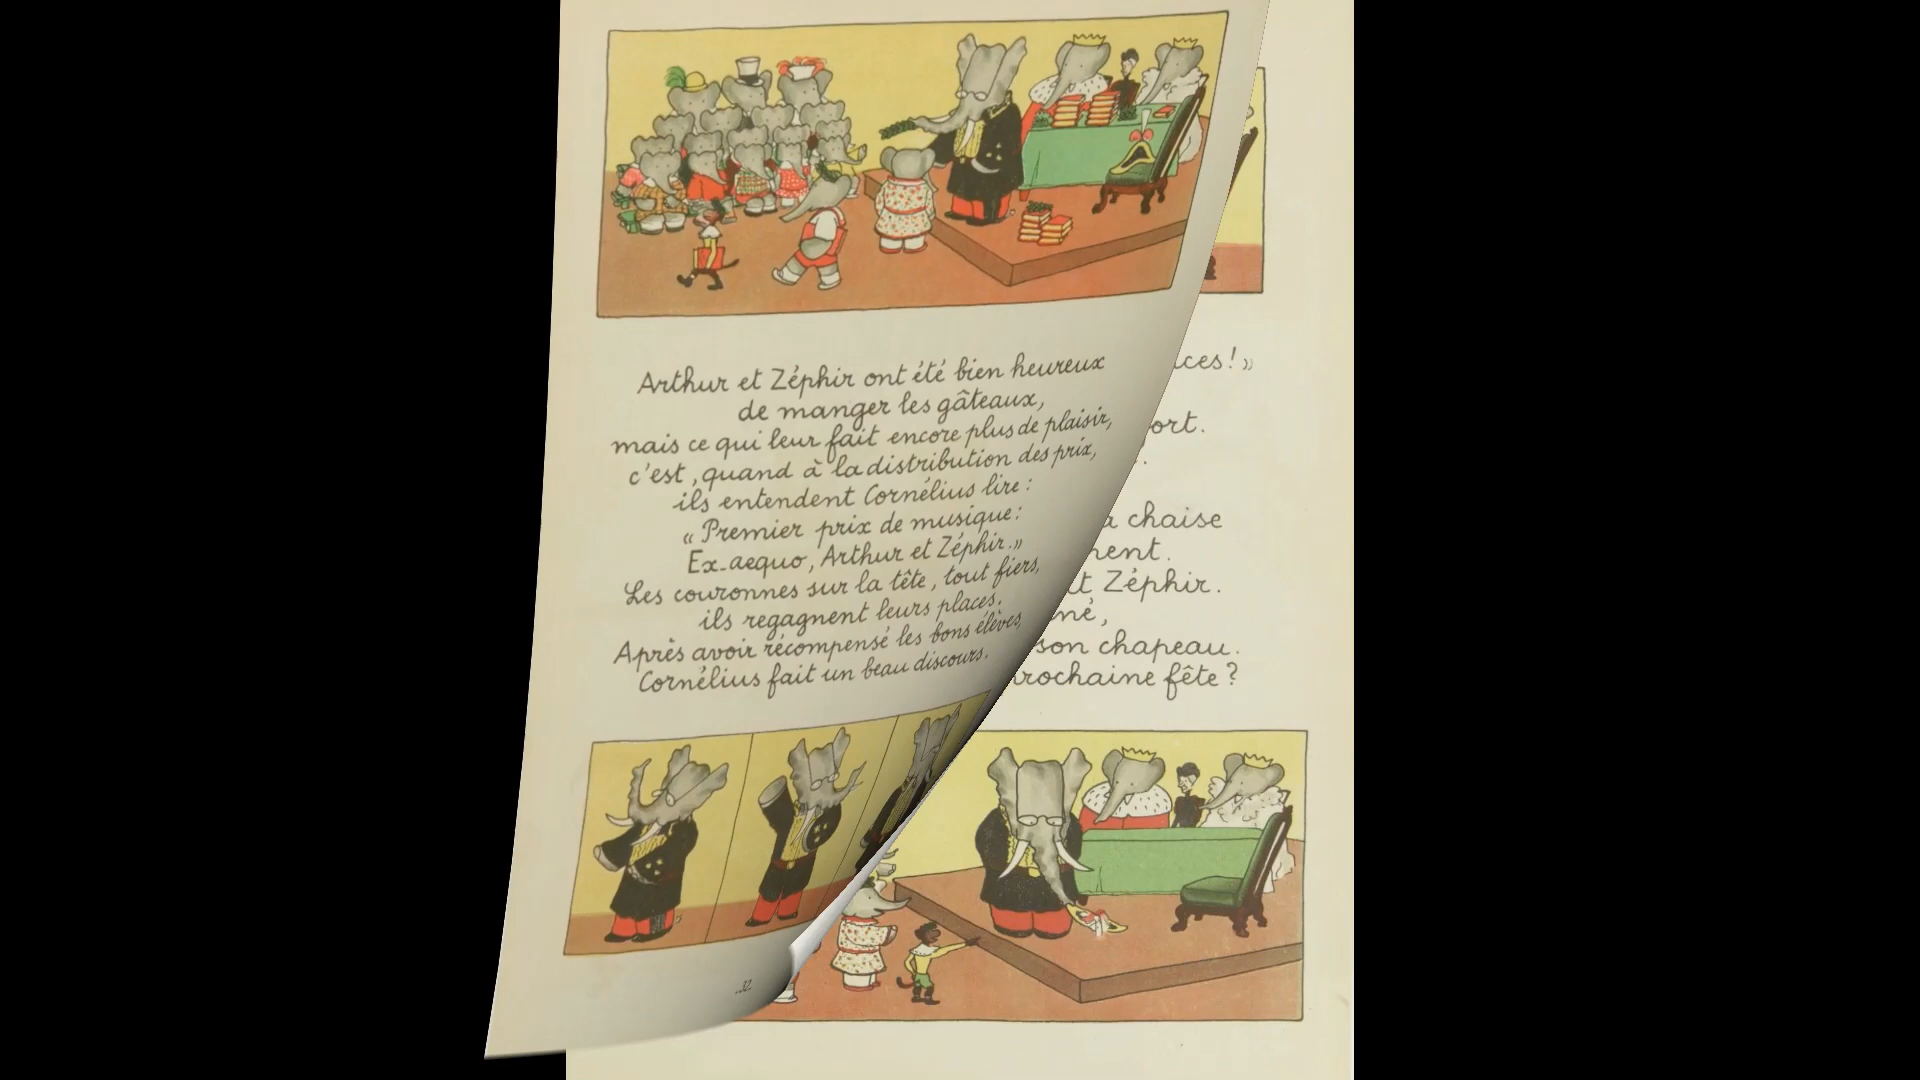 Arthur et Zéphir ont été bien heureux
de manger les gâteaux,
mais ce qui leur fait encore plus de plaisir,
c'est, quand à la distribution des prix,
ils entendent Cornélius lire :
« Premier prix de musique :
Ex-aequo, Arthur et Zéphir. »
Les couronnes sur la tête, tout fiers,
ils regagnent leurs places.
Après avoir récompensé les bons élèves,
Cornélius fait un beau discours.
32
ces ! »
ort.
chaise
ment.
t Zéphir.
né,
son chapeau.
rochaine fête ?